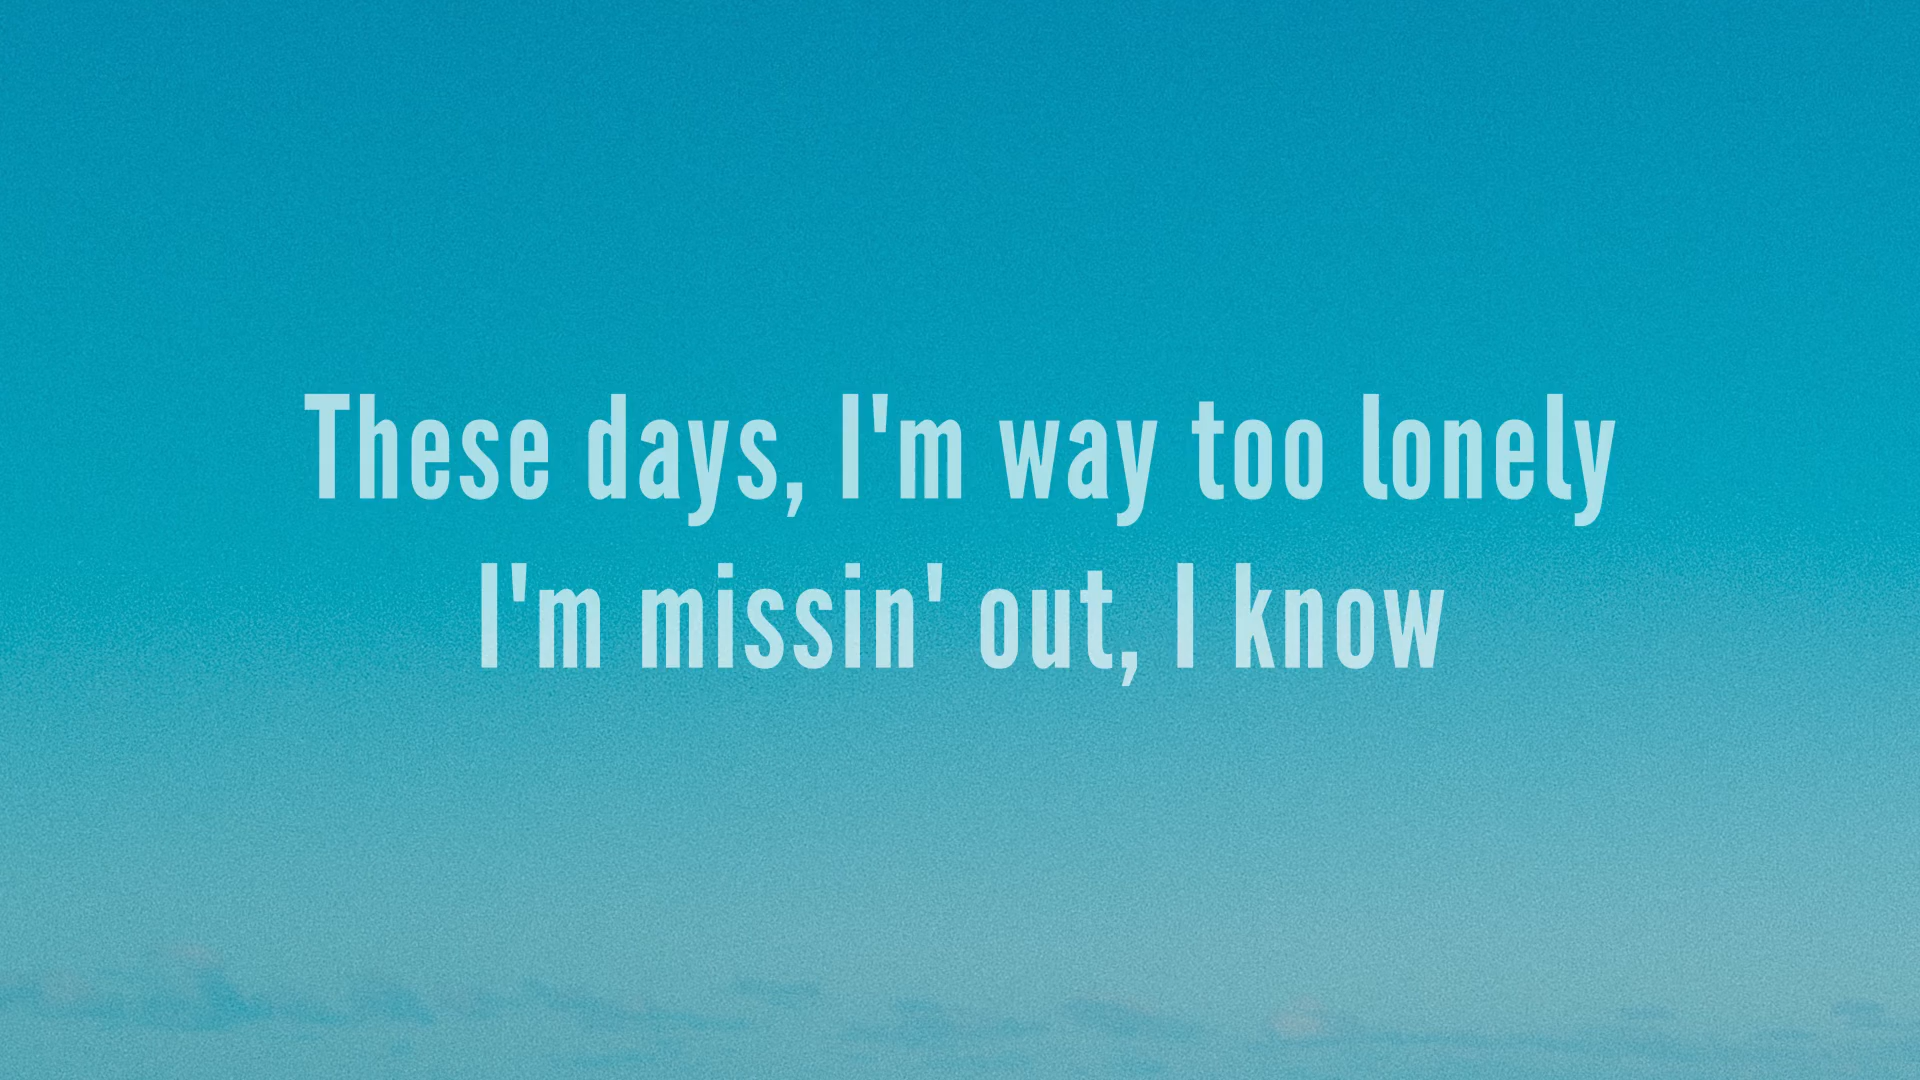 These days, I'm way too lonely
I'm missin' out, I know